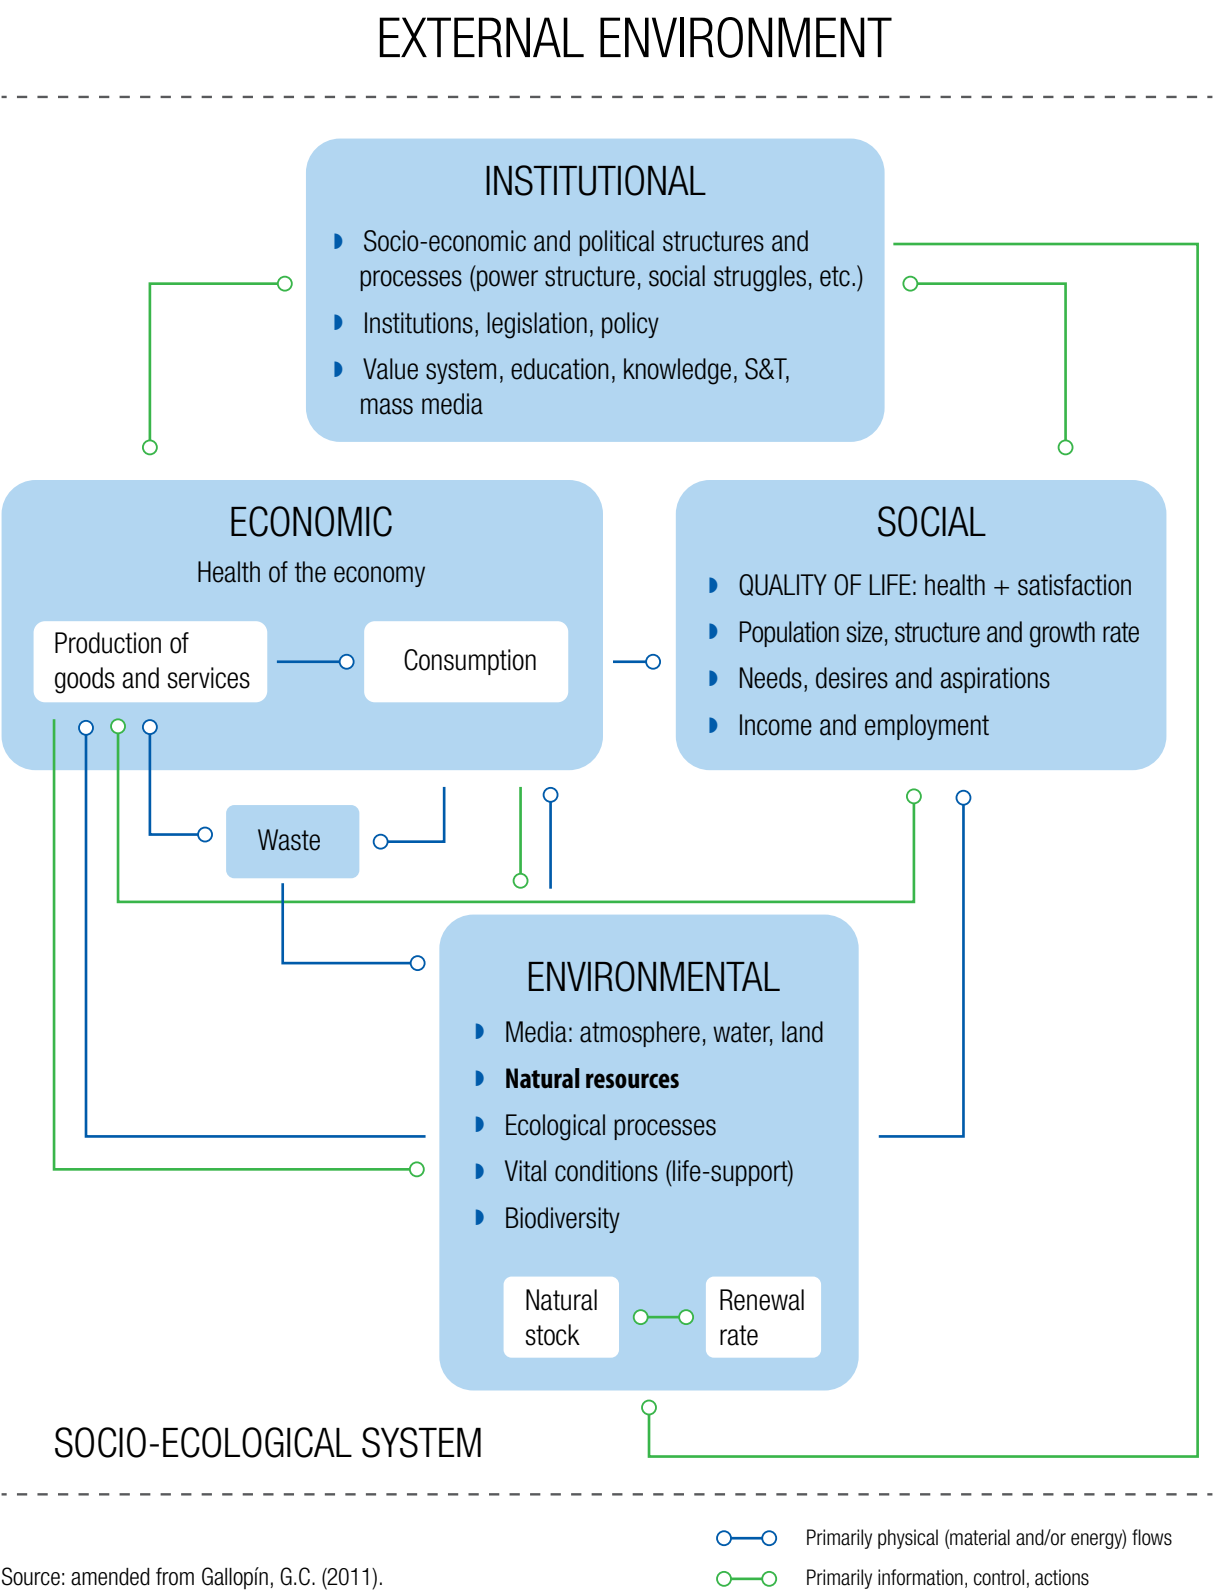 EXTERNAL ENVIRONMENT
INSTITUTIONAL
Socio-economic and political structures and
processes (power structure, social struggles, etc.)
Institutions, legislation, policy
Value system, education, knowledge, S&T,
mass media
ECONOMIC
Health of the economy
Production of
goods and services
Consumption
SOCIAL
QUALITY OF LIFE: health + satisfaction
Population size, structure and growth rate
Needs, desires and aspirations
Income and employment
Waste
ENVIRONMENTAL
Media: atmosphere, water, land
Natural resources
Ecological processes
Vital conditions (life-support)
Biodiversity
Natural
stock
Renewal
rate
SOCIO-ECOLOGICAL SYSTEM
Primarily physical (material and/or energy) flows
Primarily information, control, actions
Source: amended from Gallopín, G.C. (2011).